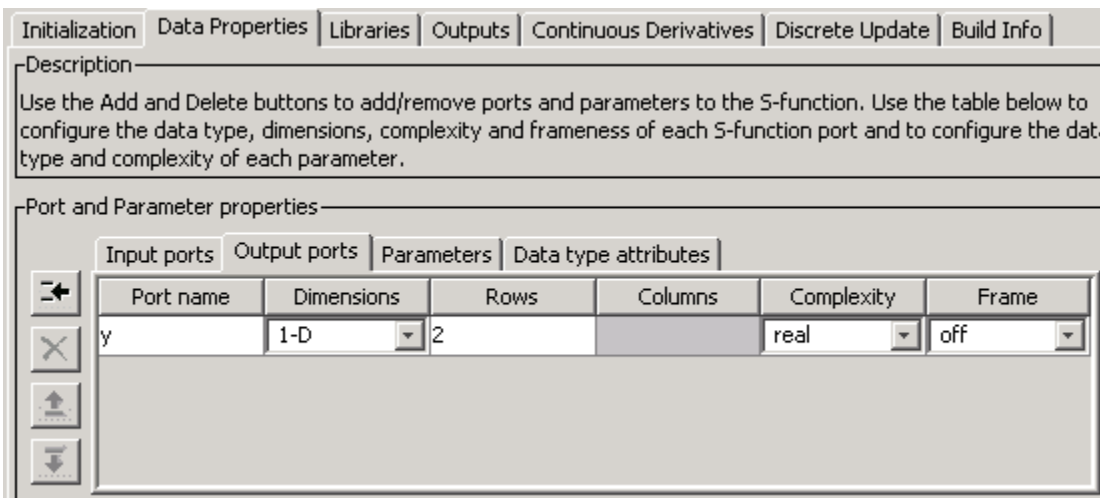 Initialization Data Properties Libraries Outputs Continuous Derivatives Discrete Update Build Info
Description
Use the Add and Delete buttons to add/remove ports and parameters to the S-function. Use the table below to
configure the data type, dimensions, complexity and frameness of each S-function port and to configure the data
type and complexity of each parameter.
Port and Parameter properties
Input ports Output ports Parameters Data type attributes
Port name Dimensions Rows Columns Complexity Frame
y 1-D 2 real off